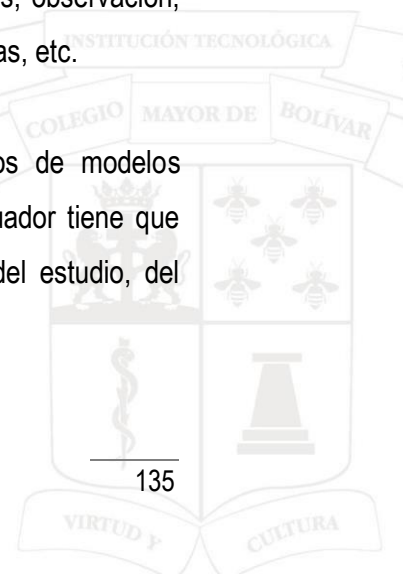 s, observación,
INSTITUCIÓN TECNOLÓGICA
as, etc.
COLEGIO MAYOR DE BOLÍVAR
os de modelos
uador tiene que
del estudio, del
135
VIRTUD Y CULTURA